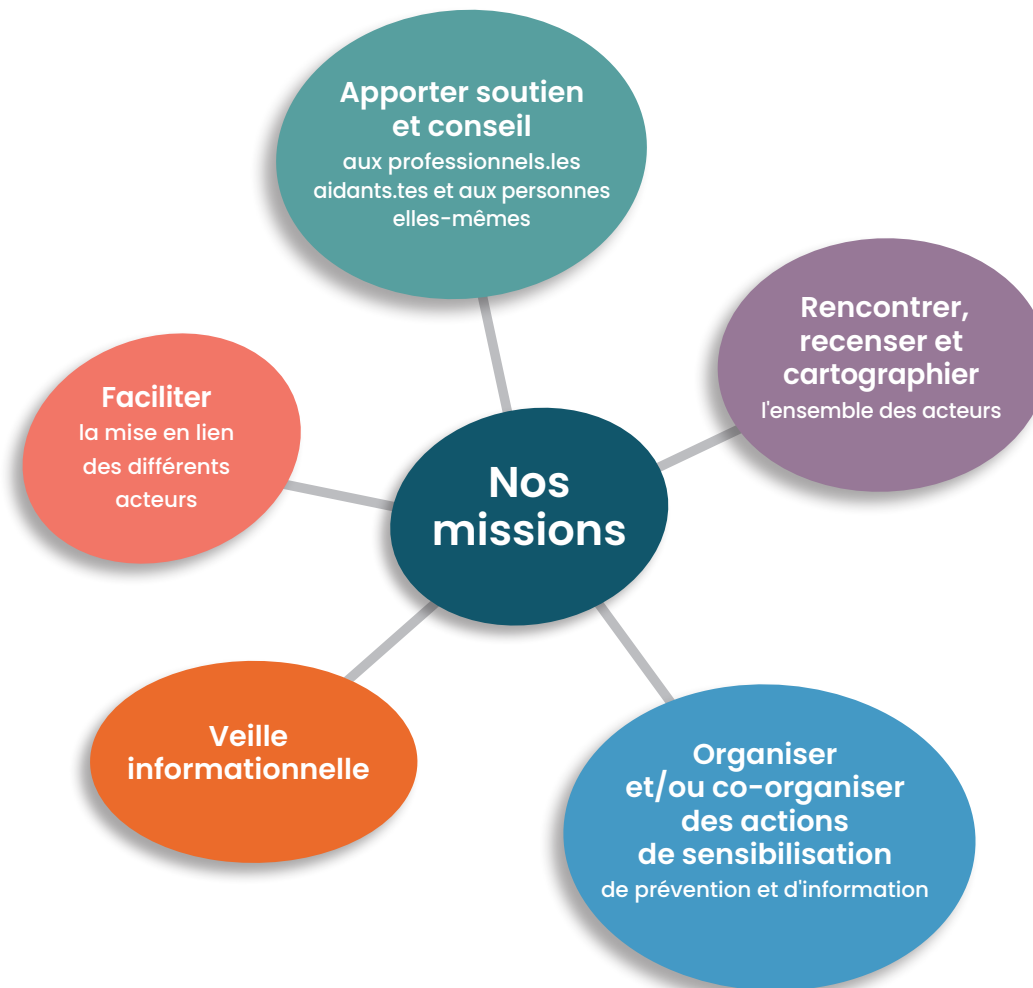 Apporter soutien
et conseil
aux professionnels.les
aidants.tes et aux personnes
elles-mêmes
Rencontrer,
recenser et
cartographier
l'ensemble des acteurs
Faciliter
la mise en lien
des différents
acteurs
Nos
missions
Veille
informationnelle
Organiser
et/ou co-organiser
des actions
de sensibilisation
de prévention et d'information